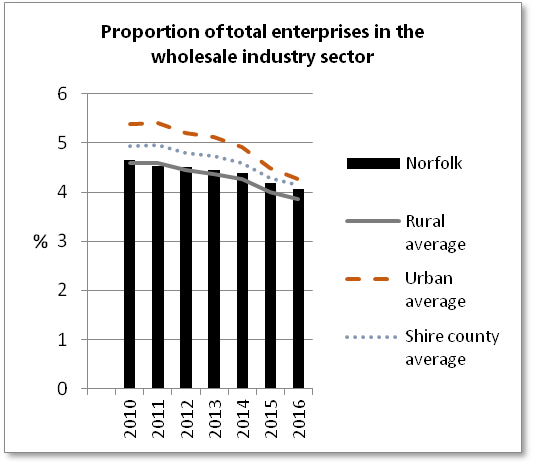 Proportion of total enterprises in the
wholesale industry sector
6
5
4
%
3
2
1
0
2010
2011
2012
2013
2014
2015
2016
Norfolk
Rural
average
Urban
average
Shire county
average